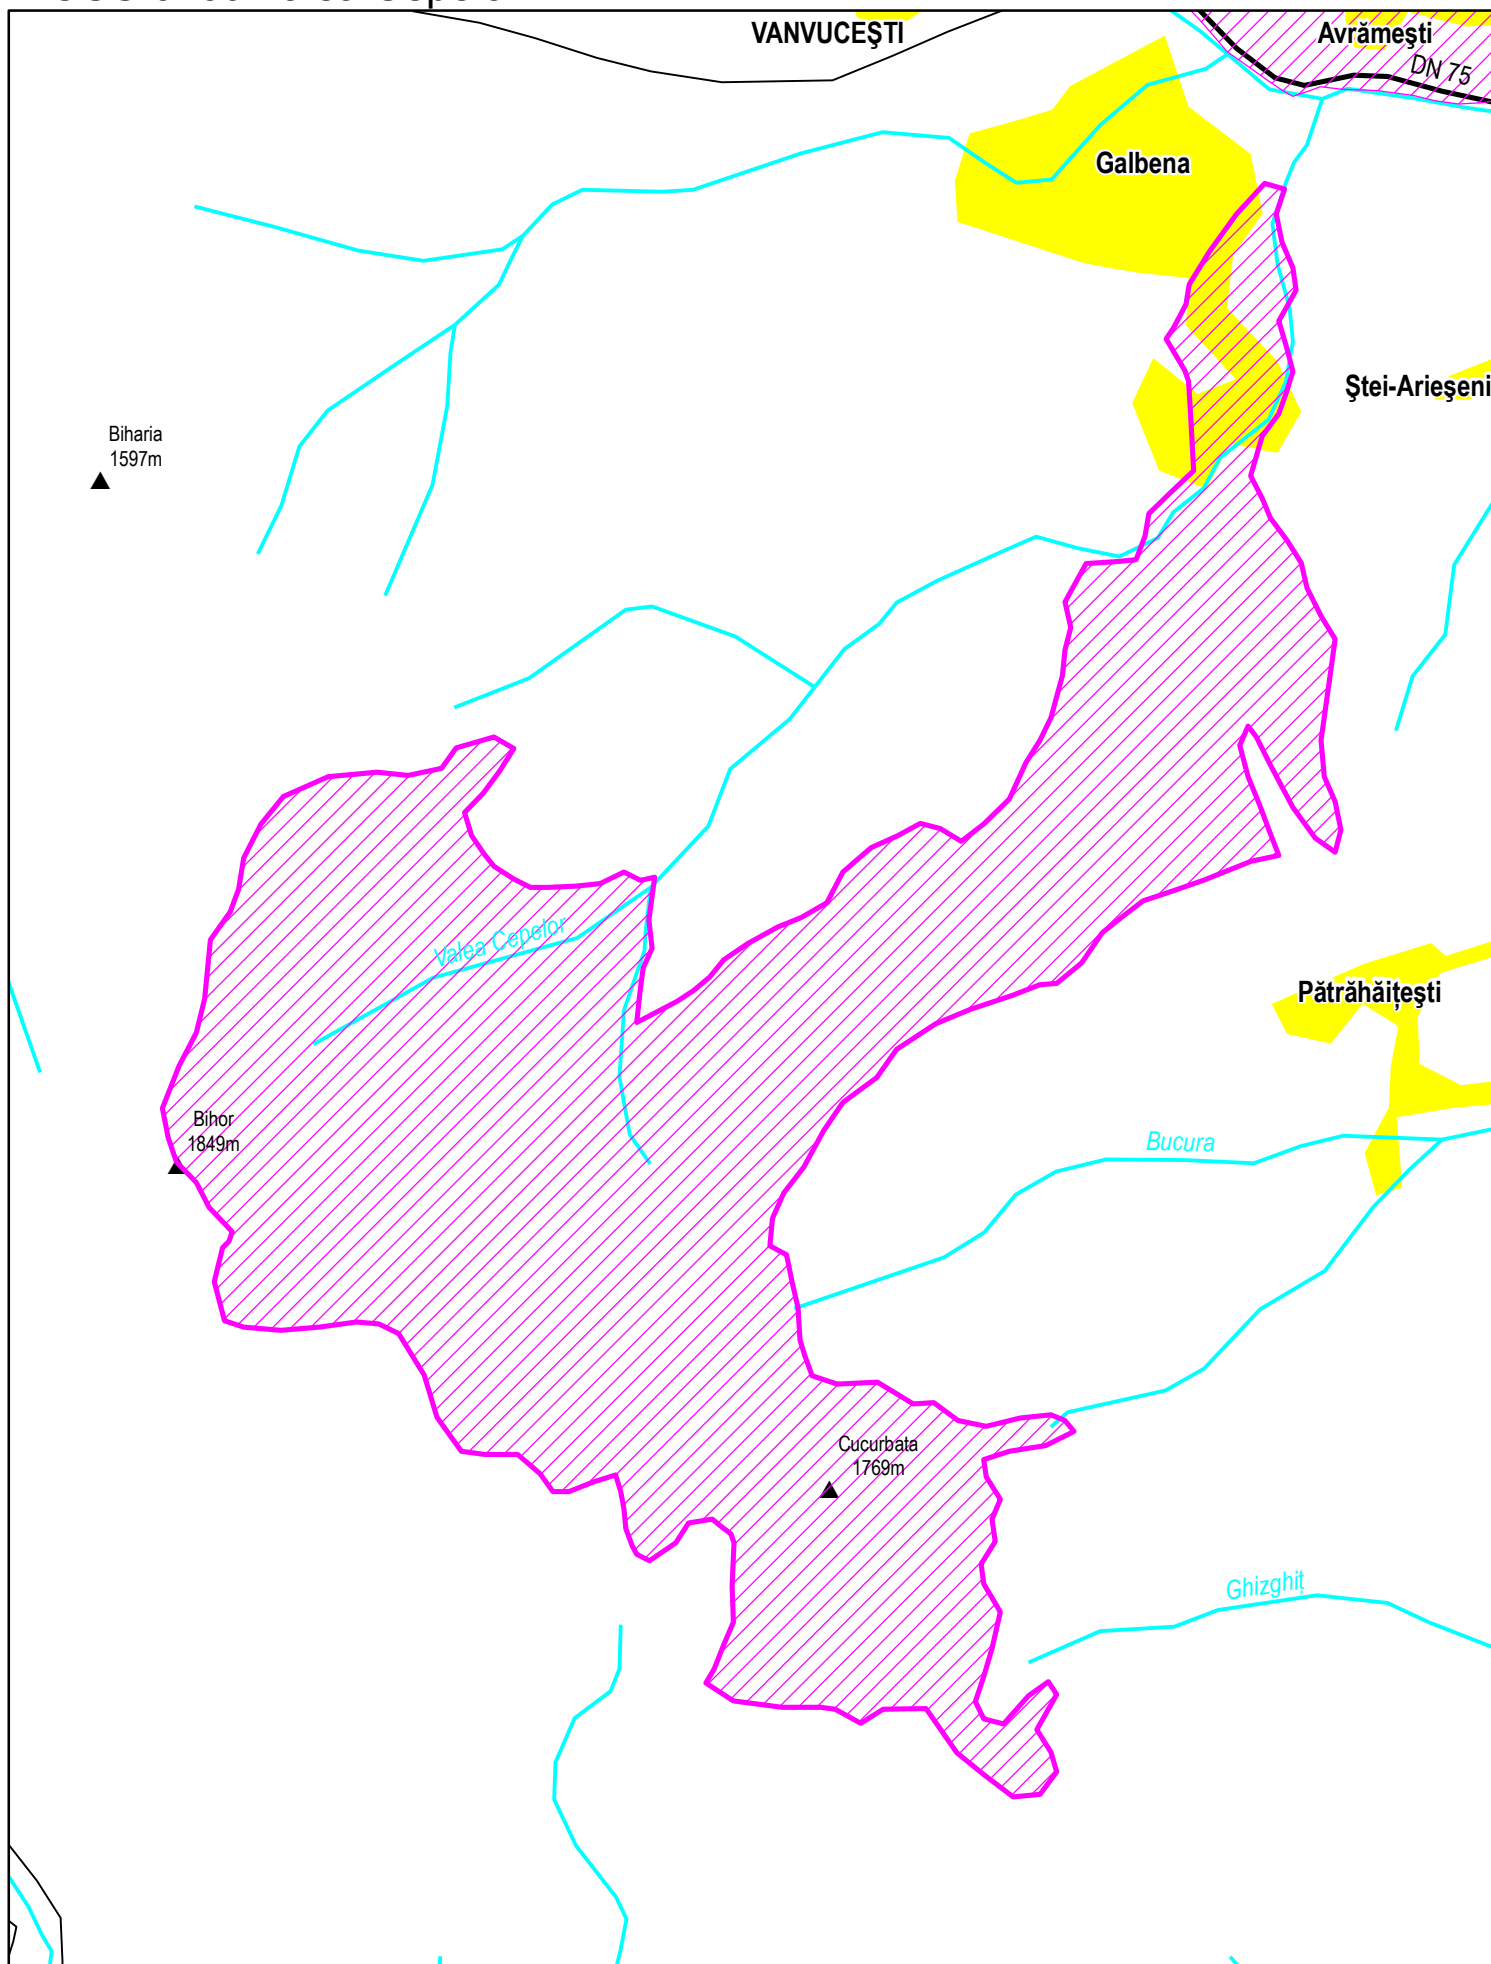 VANVUCEŞTI
Avrămeşti
DN 75
Galbena
Ştei-Arieşeni
Biharia
1597m
Valea Cepelor
Pătrăhăiţeşti
Bihor
1849m
Bucura
Cucurbata
1769m
Ghizghiţ